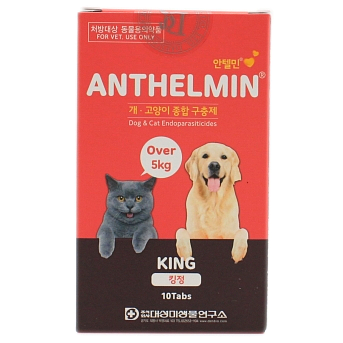 처방대상 동물용의약품
FOR VET. USE ONLY
안텔민®
ANTHELMIN®
개 · 고양이 종합 구충제
Dog & Cat Endoparasiticides
Over
5kg
KING
킹정
10Tabs
대성미생물연구소